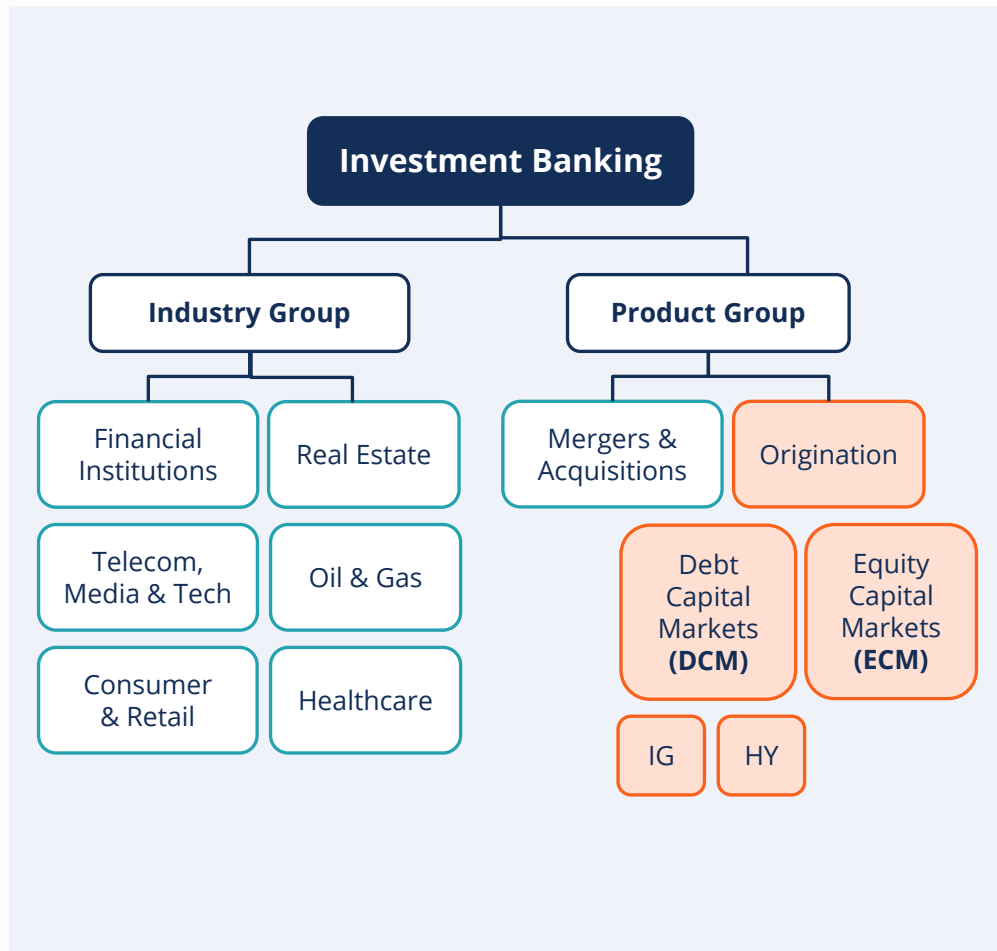 Investment Banking
Industry Group
Product Group
Financial
Institutions
Real Estate
Mergers &
Acquisitions
Origination
Telecom,
Media & Tech
Oil & Gas
Debt
Capital
Markets
(DCM)
Equity
Capital
Markets
(ECM)
Consumer
& Retail
Healthcare
IG
HY